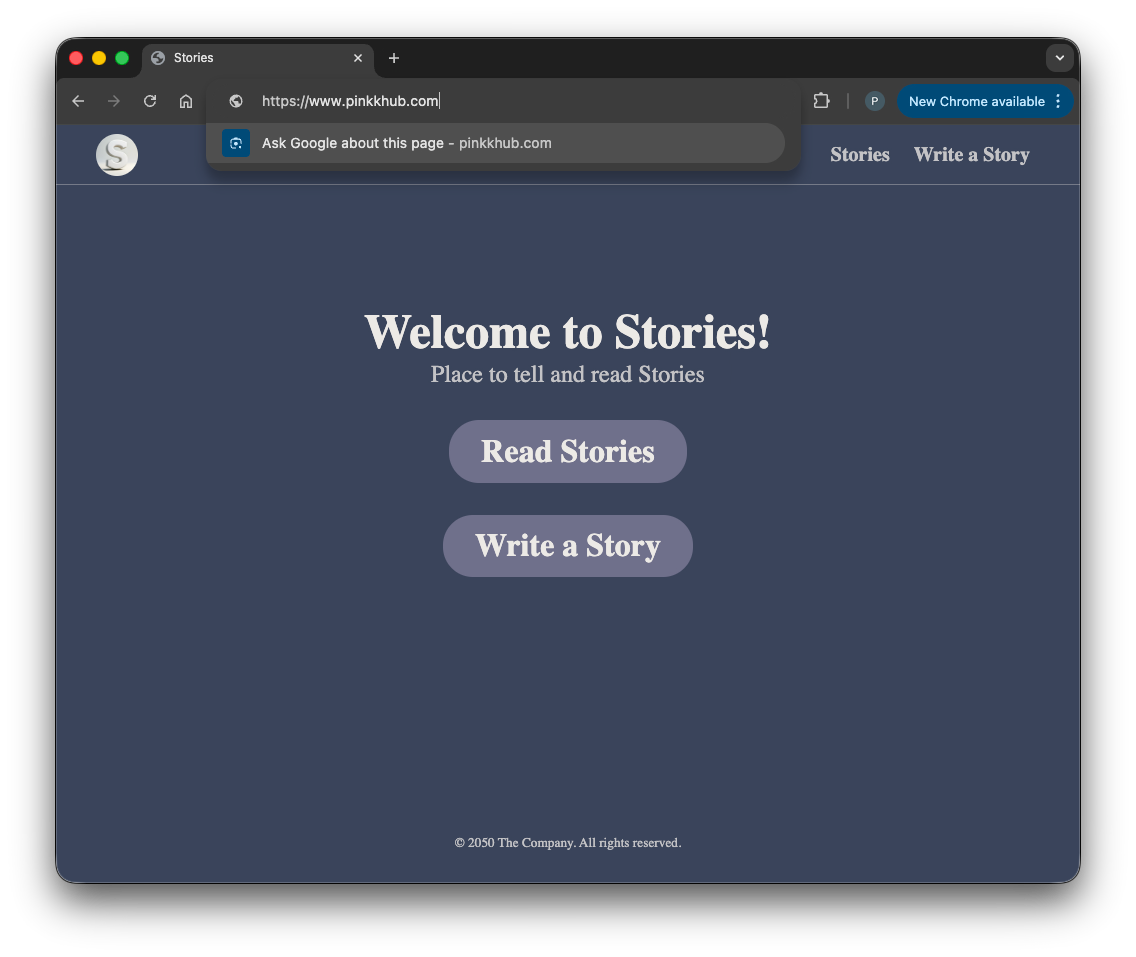 Stories
https://www.pinkkhub.com
P
New Chrome available
Ask Google about this page - pinkkhub.com
S
Stories
Write a Story
Welcome to Stories!
Place to tell and read Stories
Read Stories
Write a Story
© 2050 The Company. All rights reserved.